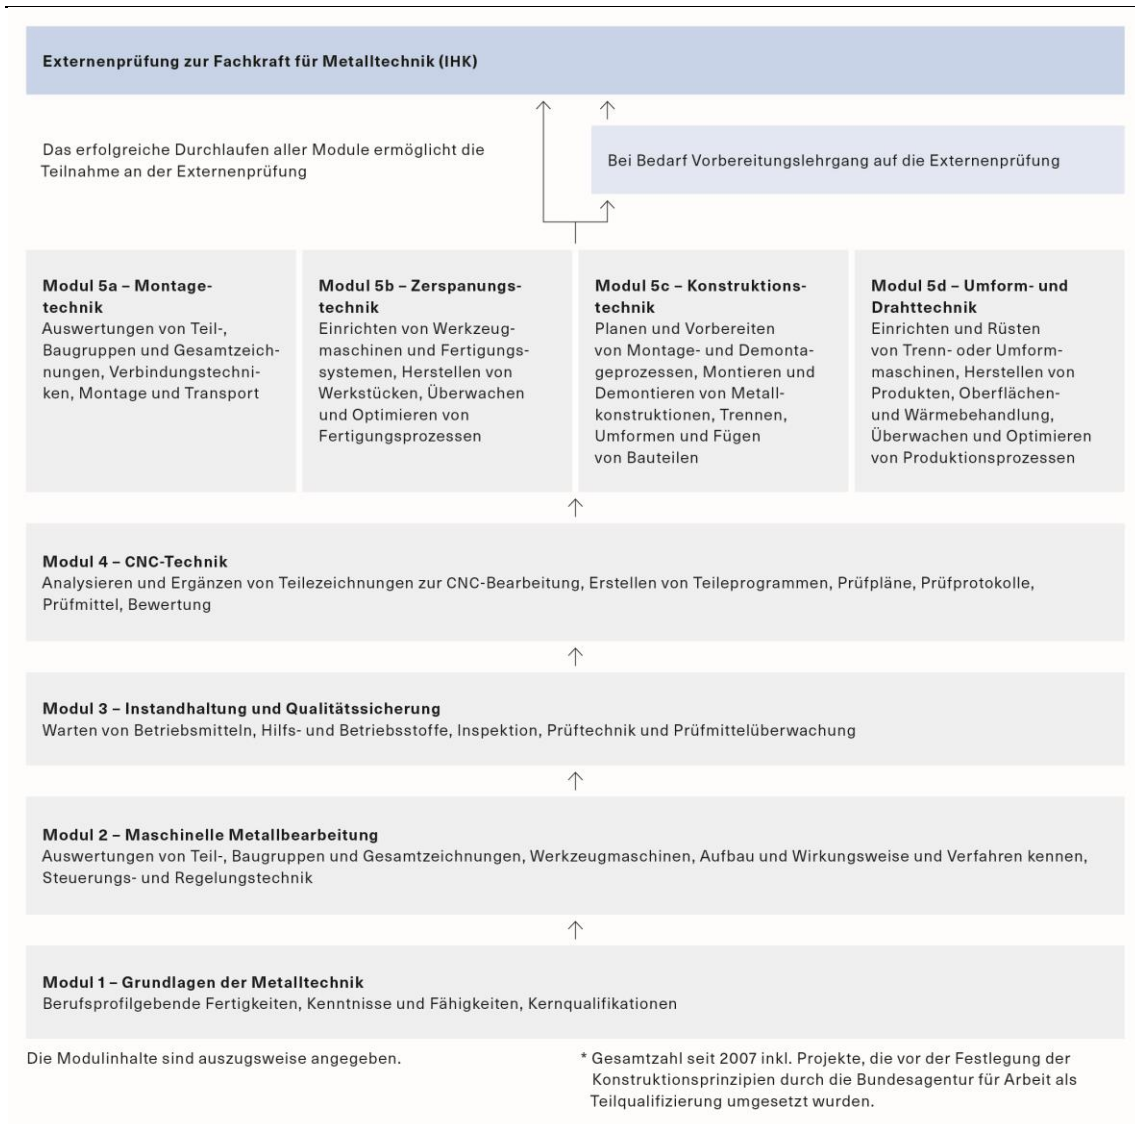 Externenprüfung zur Fachkraft für Metalltechnik (IHK)
Das erfolgreiche Durchlaufen aller Module ermöglicht die
Teilnahme an der Externenprüfung
Bei Bedarf Vorbereitungslehrgang auf die Externenprüfung
Modul 5a – Montage-
technik
Auswertungen von Teil-,
Baugruppen und Gesamtzeich-
nungen, Verbindungstechni-
ken, Montage und Transport
Modul 5b – Zerspanungs-
technik
Einrichten von Werkzeug-
maschinen und Fertigungs-
systemen, Herstellen von
Werkstücken, Überwachen
und Optimieren von
Fertigungsprozessen
Modul 5c – Konstruktions-
technik
Planen und Vorbereiten
von Montage- und Demonta-
geprozessen, Montieren und
Demontieren von Metall-
konstruktionen, Trennen,
Umformen und Fügen
von Bauteilen
Modul 5d – Umform- und
Drahttechnik
Einrichten und Rüsten
von Trenn- oder Umform-
maschinen, Herstellen von
Produkten, Oberflächen-
und Wärmebehandlung,
Überwachen und Optimieren
von Produktionsprozessen
Modul 4 – CNC-Technik
Analysieren und Ergänzen von Teilezeichnungen zur CNC-Bearbeitung, Erstellen von Teileprogrammen, Prüfpläne, Prüfprotokolle,
Prüfmittel, Bewertung
Modul 3 – Instandhaltung und Qualitätssicherung
Warten von Betriebsmitteln, Hilfs- und Betriebsstoffe, Inspektion, Prüftechnik und Prüfmittelüberwachung
Modul 2 – Maschinelle Metallbearbeitung
Auswertungen von Teil-, Baugruppen und Gesamtzeichnungen, Werkzeugmaschinen, Aufbau und Wirkungsweise und Verfahren kennen,
Steuerungs- und Regelungstechnik
Modul 1 – Grundlagen der Metalltechnik
Berufsprofilgebende Fertigkeiten, Kenntnisse und Fähigkeiten, Kernqualifikationen
Die Modulinhalte sind auszugsweise angegeben.
* Gesamtzahl seit 2007 inkl. Projekte, die vor der Festlegung der
Konstruktionsprinzipien durch die Bundesagentur für Arbeit als
Teilqualifizierung umgesetzt wurden.